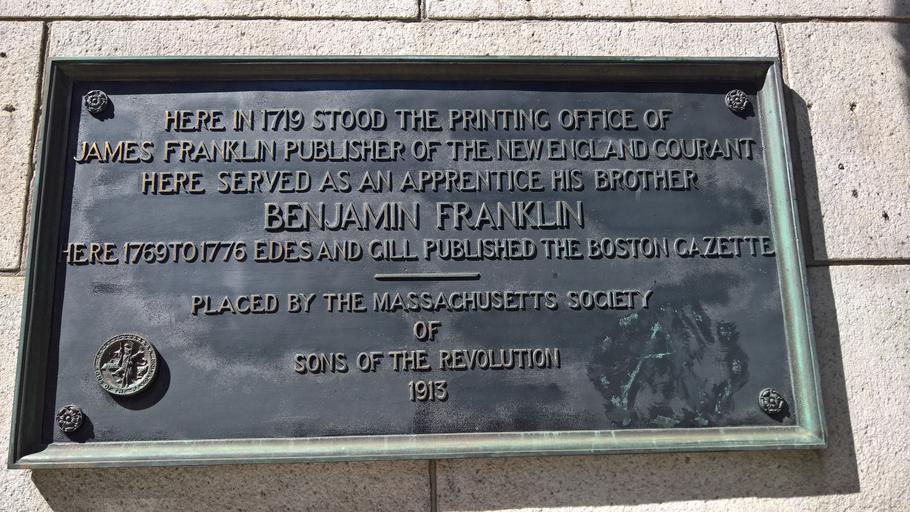 HERE IN 1719 STOOD THE PRINTING OFFICE OF
JAMES FRANKLIN PUBLISHER OF THE NEW ENGLAND COURANT
HERE SERVED AS AN APPRENTICE HIS BROTHER
BENJAMIN FRANKLIN
HERE 1769 TO 1776 EDES AND GILL PUBLISHED THE BOSTON GAZETTE
PLACED BY THE MASSACHUSETTS SOCIETY
OF
SONS OF THE REVOLUTION
1913